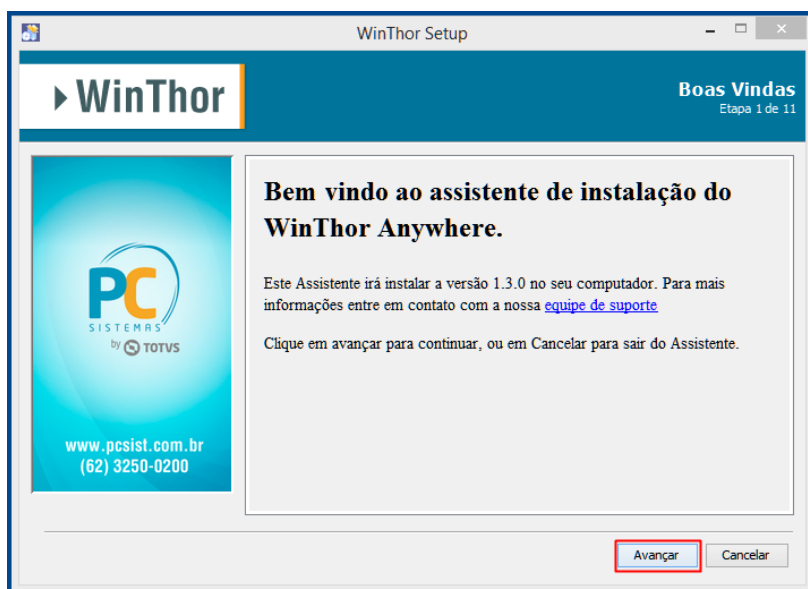 WinThor Setup
WinThor
Boas Vindas
Etapa 1 de 11
PC
SISTEMAS
by TOTVS
www.pcsist.com.br
(62) 3250-0200
Bem vindo ao assistente de instalação do
WinThor Anywhere.
Este Assistente irá instalar a versão 1.3.0 no seu computador. Para mais
informações entre em contato com a nossa equipe de suporte
Clique em avançar para continuar, ou em Cancelar para sair do Assistente.
Avançar
Cancelar